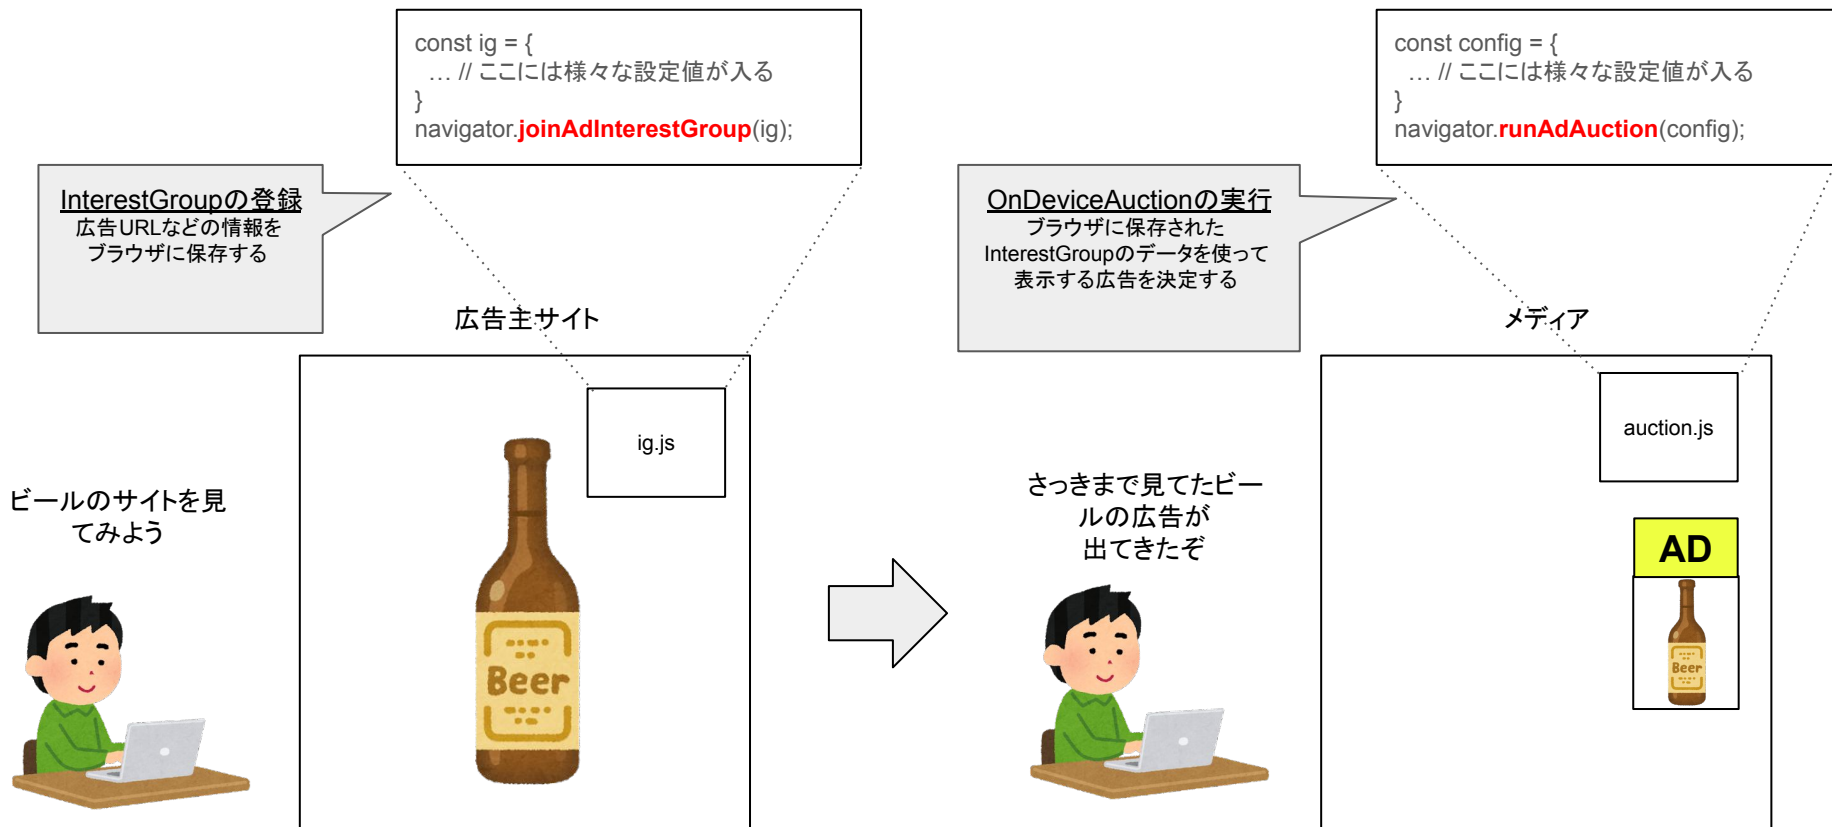 const ig = {
… // ここには様々な設定値が入る
}
navigator.joinAdInterestGroup(ig);
InterestGroupの登録
広告URLなどの情報を
ブラウザに保存する
広告主サイト
ig.js
ビールのサイトを見
てみよう
Beer
const config = {
… // ここには様々な設定値が入る
}
navigator.runAdAuction(config);
OnDeviceAuctionの実行
ブラウザに保存された
InterestGroupのデータを使って
表示する広告を決定する
メディア
auction.js
さっきまで見てたビー
ルの広告が
出てきたぞ
AD
Beer